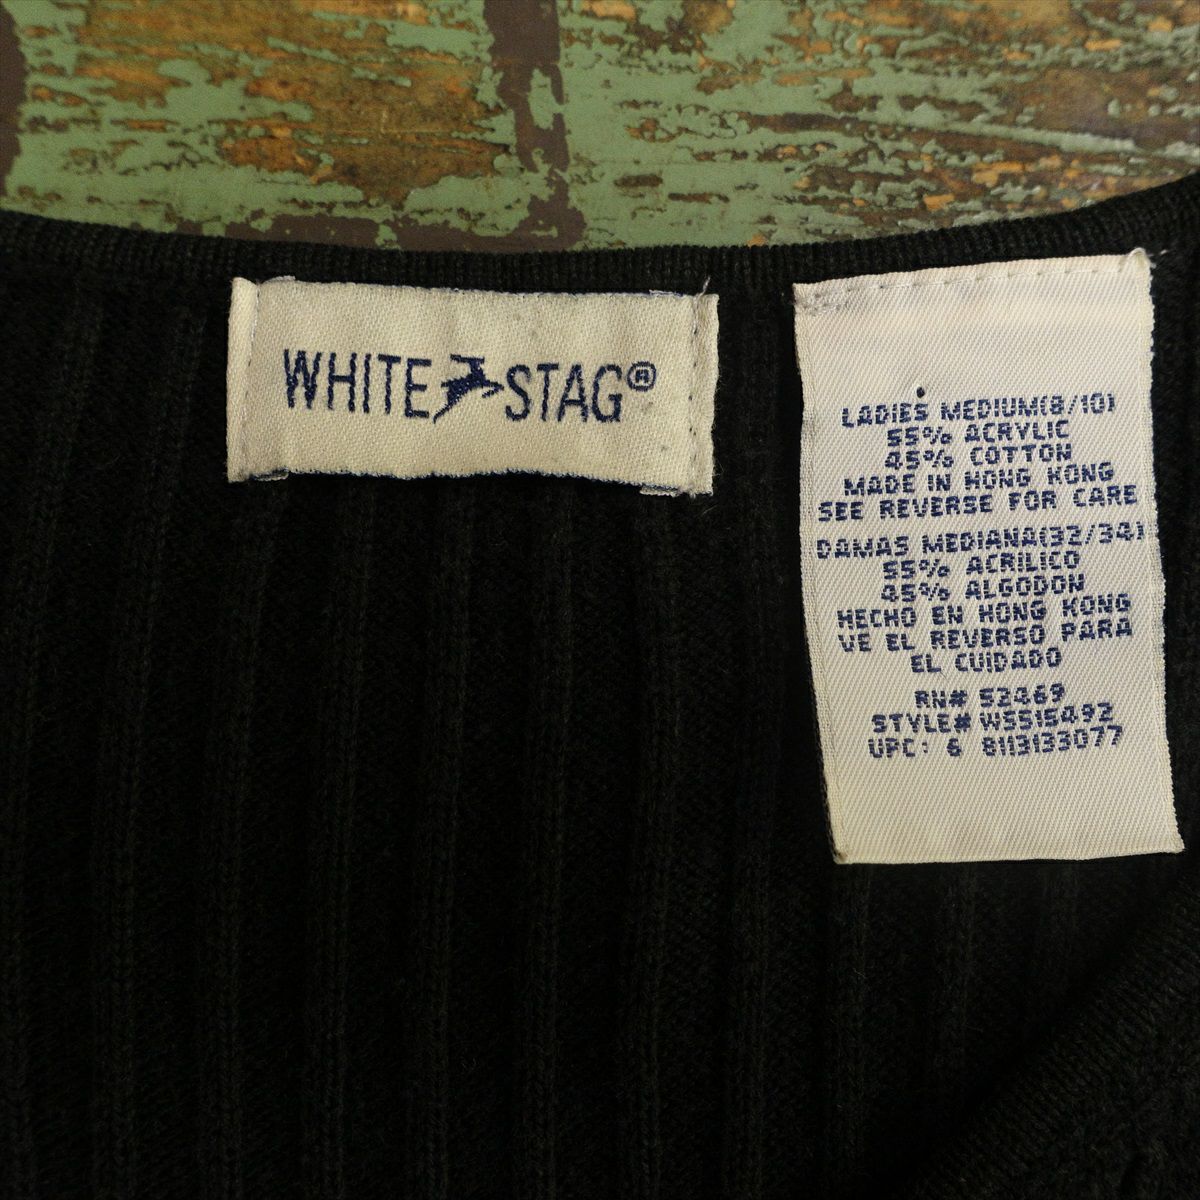 WHITE STAG®
LADIES MEDIUM(8/10)
55% ACRYLIC
45% COTTON
MADE IN HONG KONG
SEE REVERSE FOR CARE
DAMAS MEDIANA(32/34)
55% ACRILICO
45% ALGODON
HECHO EN HONG KONG
VE EL REVERSO PARA
EL CUIDADO
RN# 52469
STYLE# WS515492
UPC: 6 8113133077